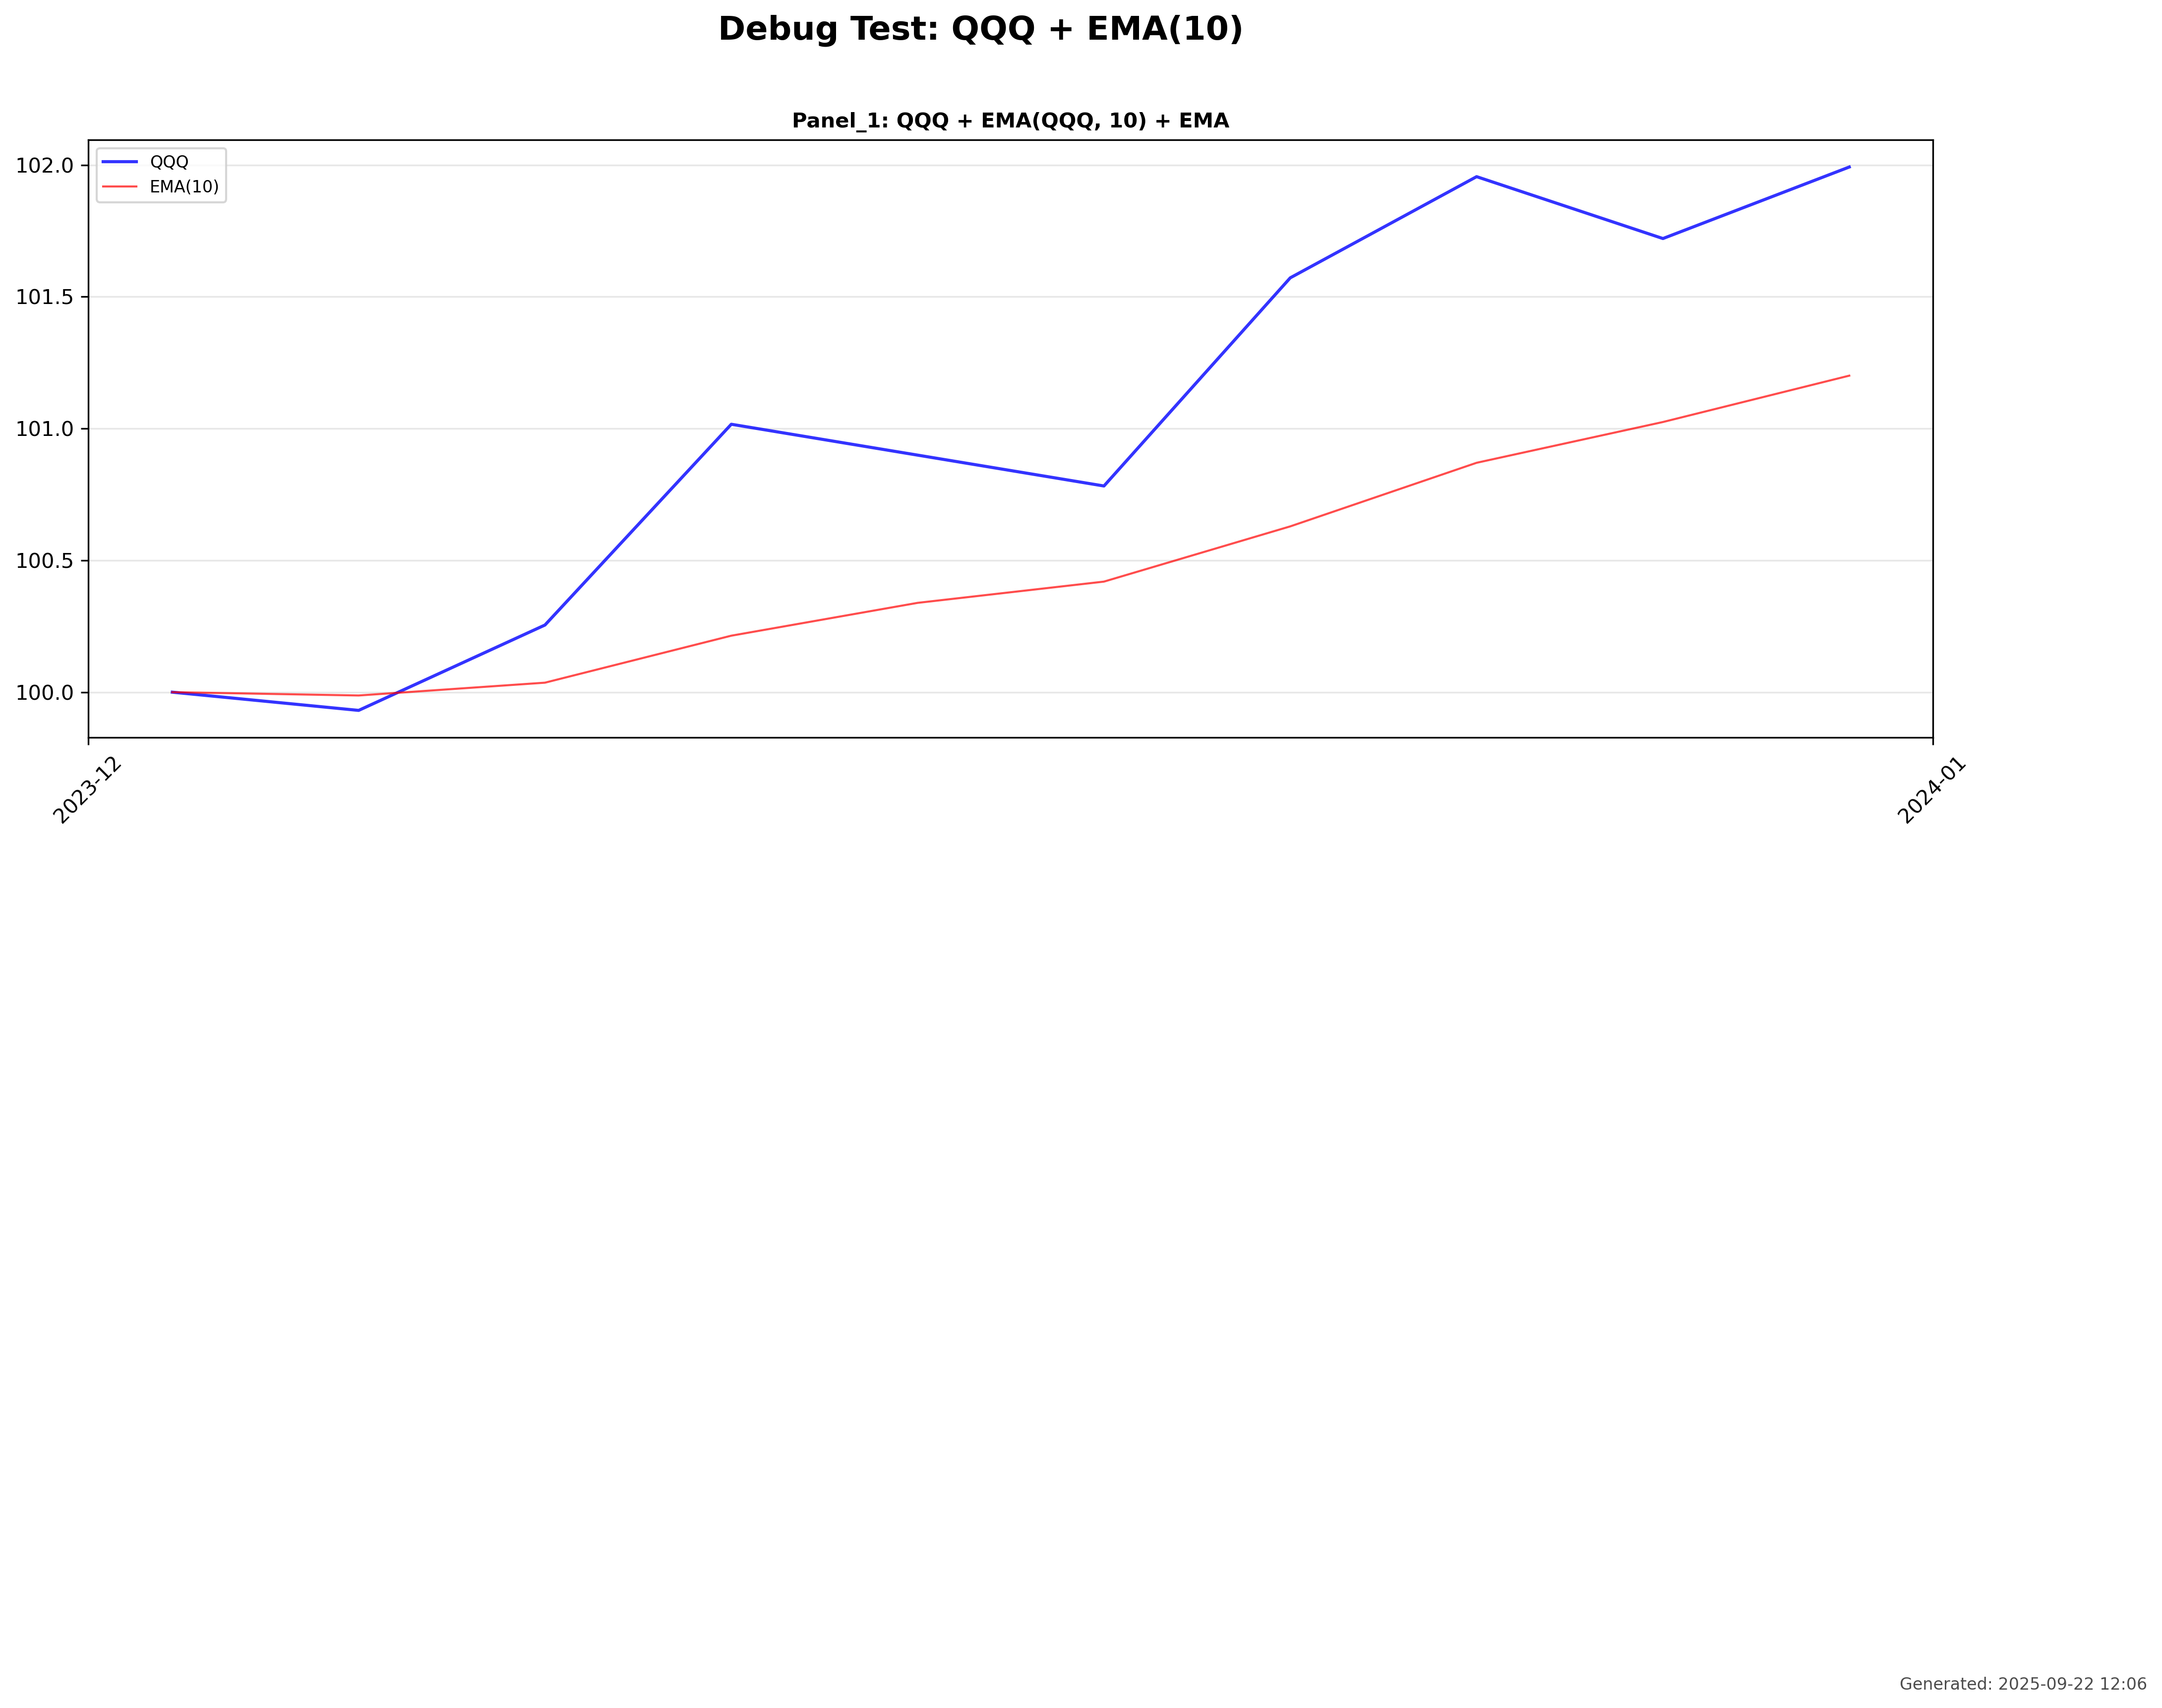 Debug Test: QQQ + EMA(10)
Panel_1: QQQ + EMA(QQQ, 10) + EMA
QQQ
EMA(10)
102.0
101.5
101.0
100.5
100.0
2023-12
2024-01
Generated: 2025-09-22 12:06